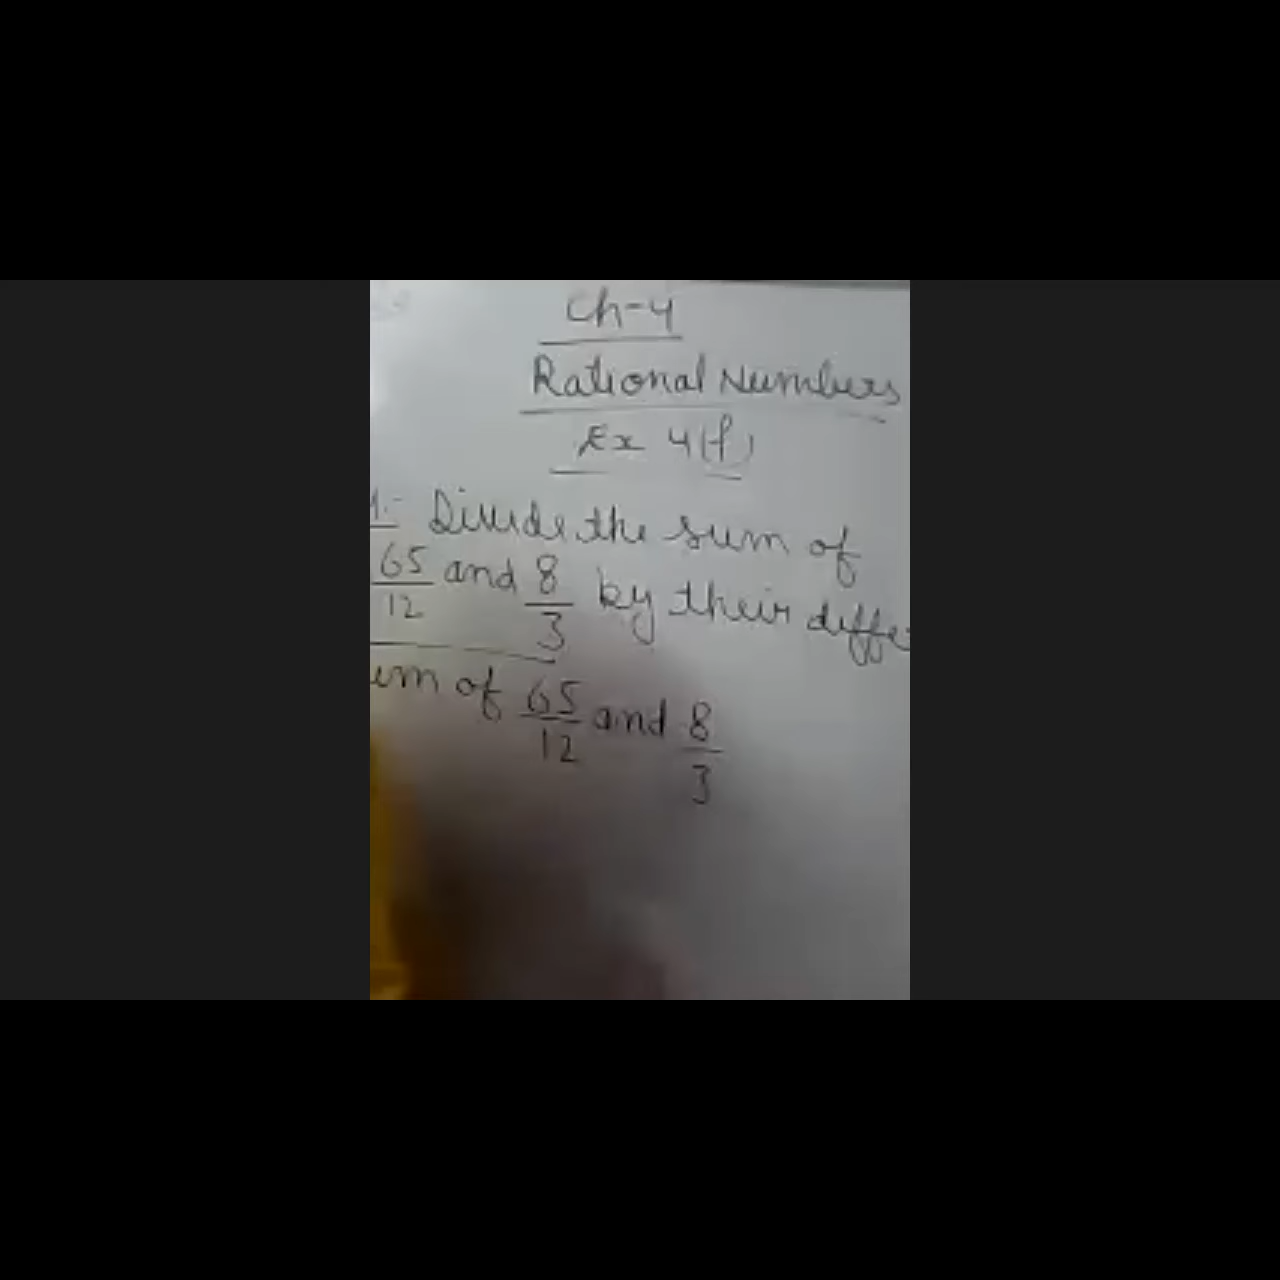 Ch-4
Rational Numbers
Ex 4(f)
1.- Divide the sum of
65/12 and 8/3 by their diffe
um of 65/12 and 8/3